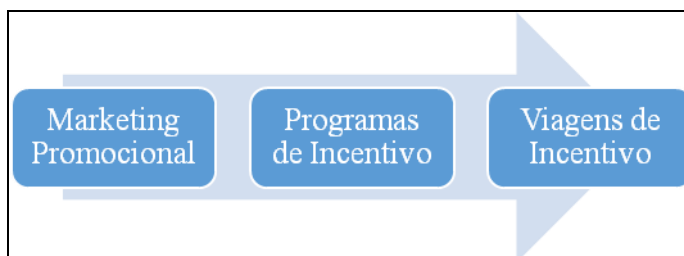 Marketing
Promocional
Programas
de Incentivo
Viagens de
Incentivo